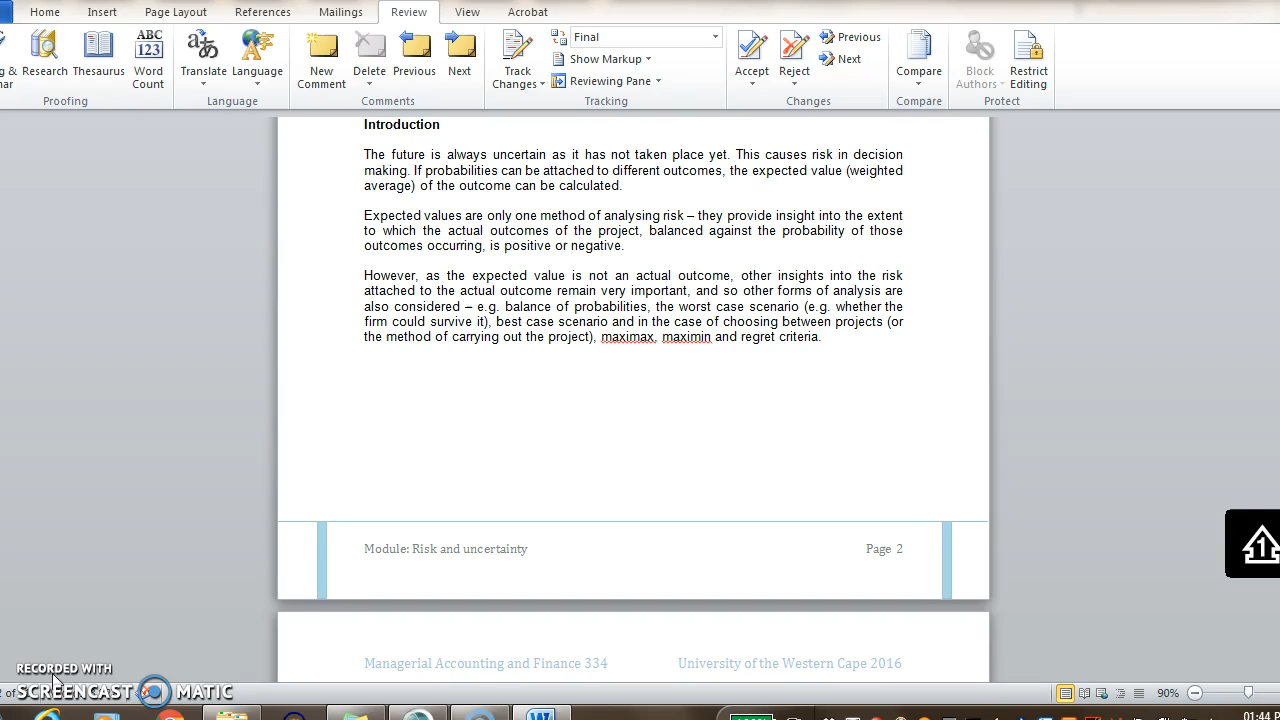 Home Insert Page Layout References Mailings Review View Acrobat
Final
Show Markup
Reviewing Pane
Previous
Next
Research Thesaurus Word Count
Translate Language
New Comment Delete Previous Next
Track Changes
Accept Reject
Compare
Block Authors Restrict Editing
Proofing Language Comments Tracking Changes Compare Protect
Introduction
The future is always uncertain as it has not taken place yet. This causes risk in decision
making. If probabilities can be attached to different outcomes, the expected value (weighted
average) of the outcome can be calculated.
Expected values are only one method of analysing risk – they provide insight into the extent
to which the actual outcomes of the project, balanced against the probability of those
outcomes occurring, is positive or negative.
However, as the expected value is not an actual outcome, other insights into the risk
attached to the actual outcome remain very important, and so other forms of analysis are
also considered – e.g. balance of probabilities, the worst case scenario (e.g. whether the
firm could survive it), best case scenario and in the case of choosing between projects (or
the method of carrying out the project), maximax, maximin and regret criteria.
Module: Risk and uncertainty Page 2
1
Managerial Accounting and Finance 334 University of the Western Cape 2016
RECORDED WITH
SCREENCAST MATIC
90%
01:44